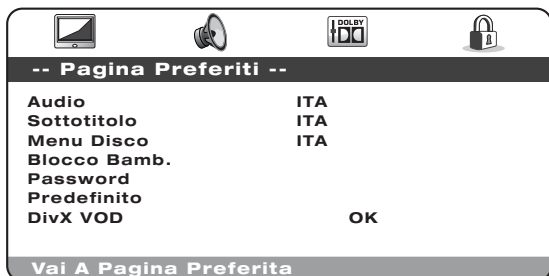 DOLBY
-- Pagina Preferiti --
Audio ITA
Sottotitolo ITA
Menu Disco ITA
Blocco Bamb.
Password
Predefinito
DivX VOD OK
Vai A Pagina Preferita